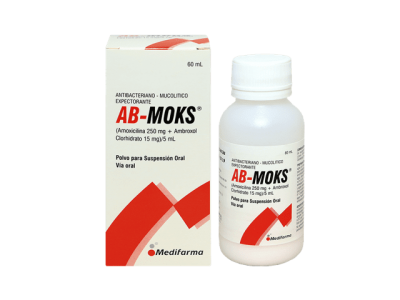 60 mL
ANTIBACTERIANO - MUCOLITICO
EXPECTORANTE
AB-MOKS®
(Amoxicilina 250 mg + Ambroxol
Clorhidrato 15 mg)/5 mL
Polvo para Suspensión Oral
Vía oral
Medifarma
60 mL
ANTIBACTERIANO - MUCOLITICO
EXPECTORANTE
AB-MOKS®
(Amoxicilina 250 mg + Ambroxol
Clorhidrato 15 mg)/5 mL
Polvo para Suspensión Oral
Vía oral
Medifarma